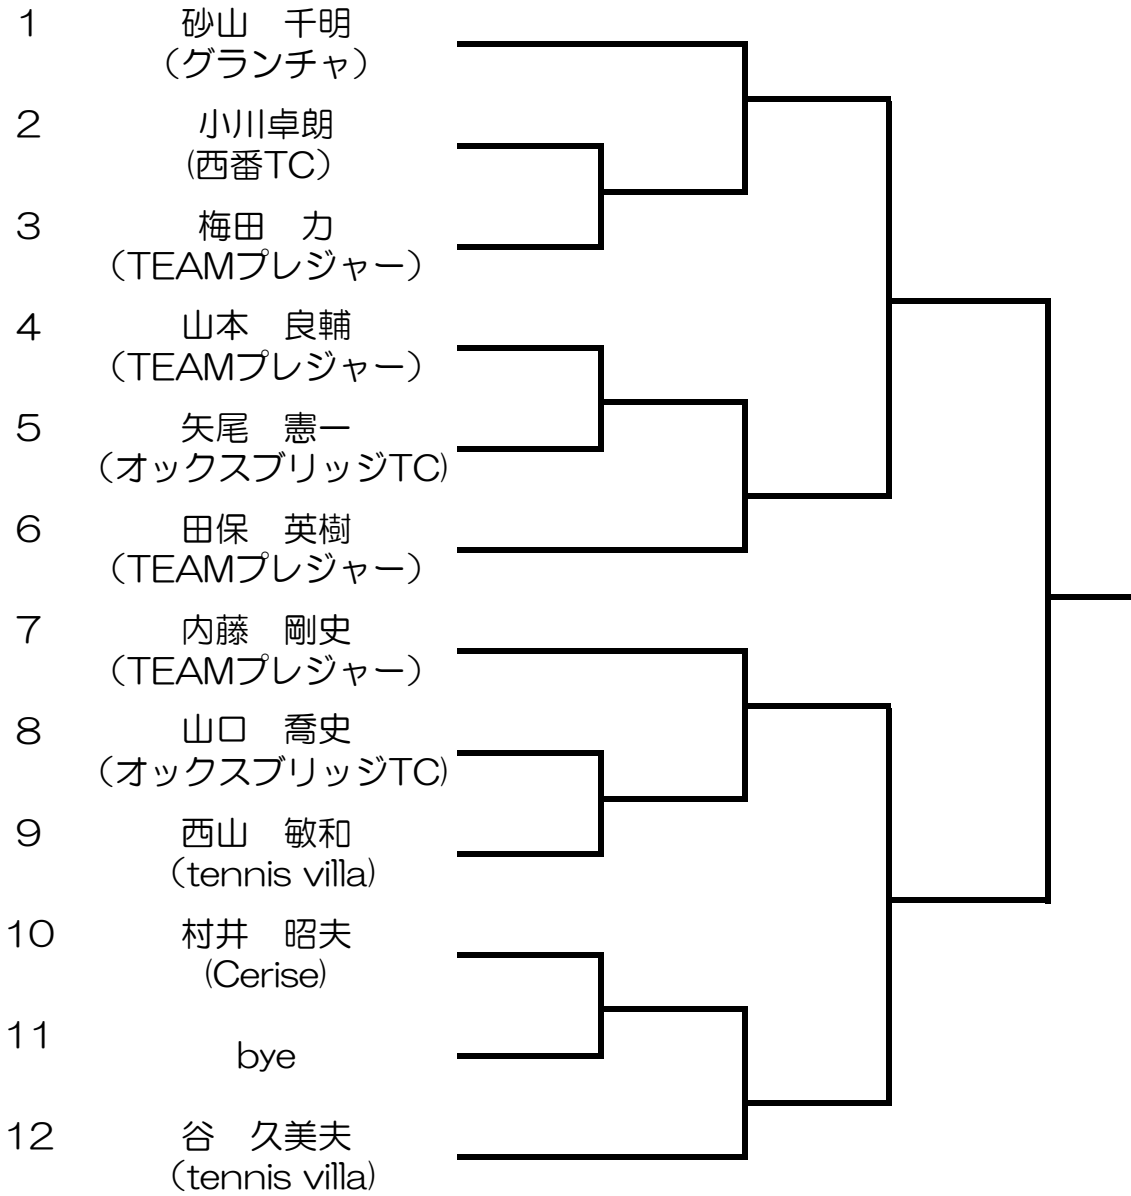 1 砂山 千明
（グランチャ）
2 小川卓朗
(西番TC）
3 梅田 力
（TEAMプレジャー）
4 山本 良輔
（TEAMプレジャー）
5 矢尾 憲一
（オックスブリッジTC)
6 田保 英樹
（TEAMプレジャー）
7 内藤 剛史
（TEAMプレジャー）
8 山口 喬史
（オックスブリッジTC)
9 西山 敏和
（tennis villa)
10 村井 昭夫
(Cerise)
11 bye
12 谷 久美夫
（tennis villa)